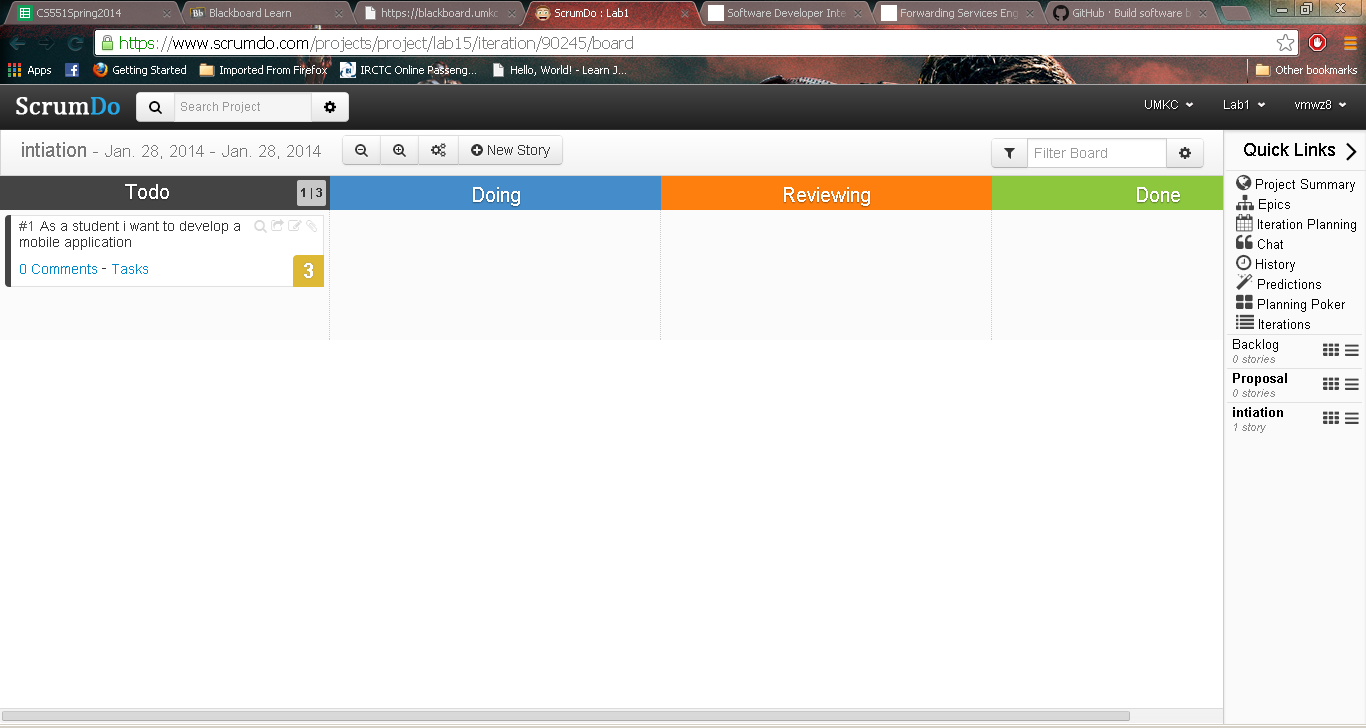 CS551Spring2014
Blackboard Learn
https://blackboard.umkc
ScrumDo : Lab1
Software Developer Inte
Forwarding Services Eng
GitHub · Build software b
https://www.scrumdo.com/projects/project/lab15/iteration/90245/board
Apps
Getting Started
Imported From Firefox
IRCTC Online Passeng...
Hello, World! - Learn J...
Other bookmarks
ScrumDo
Search Project
UMKC
Lab1
vmwz8
intiation - Jan. 28, 2014 - Jan. 28, 2014
New Story
Filter Board
Todo
1 | 3
Doing
Reviewing
Done
#1 As a student i want to develop a
mobile application
0 Comments - Tasks
3
Quick Links
Project Summary
Epics
Iteration Planning
Chat
History
Predictions
Planning Poker
Iterations
Backlog
0 stories
Proposal
0 stories
intiation
1 story